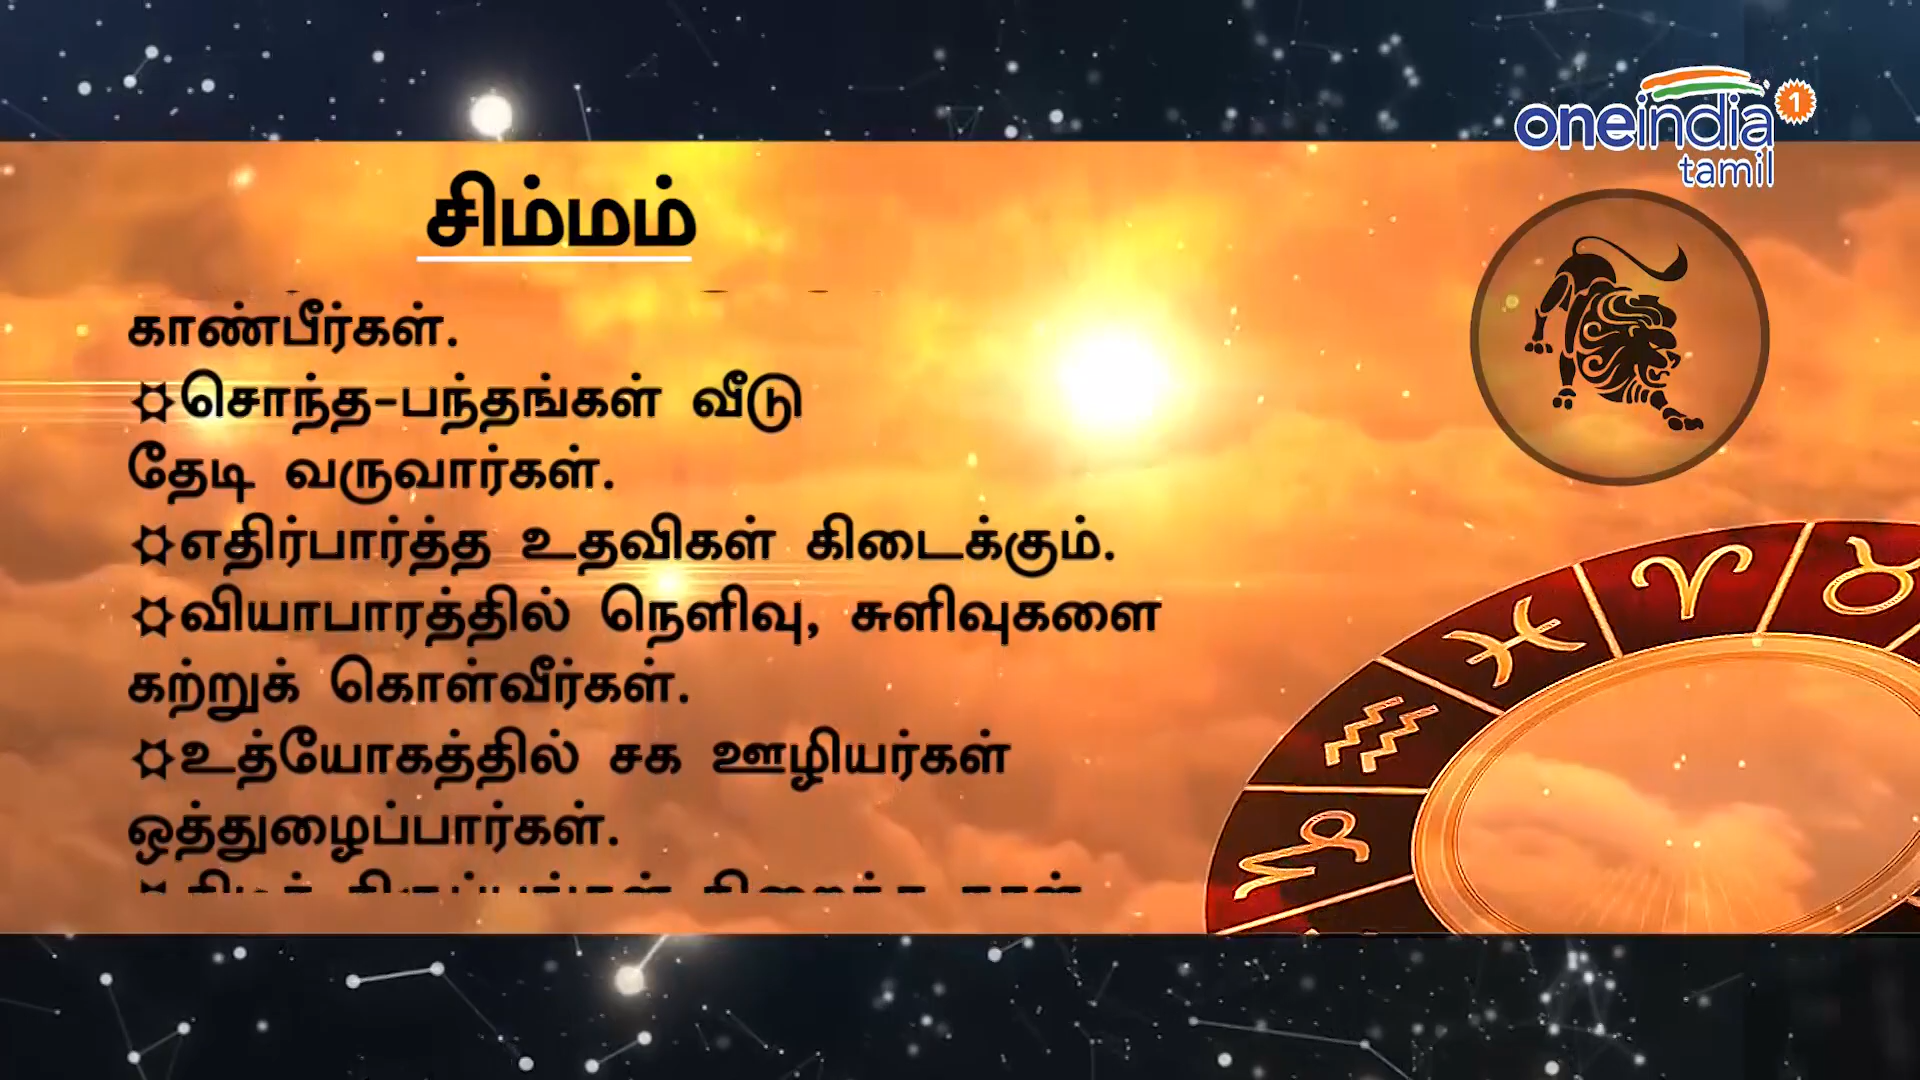 oneindia 1
tamil
சிம்மம்
காண்பீர்கள்.
☼சொந்த-பந்தங்கள் வீடு
தேடி வருவார்கள்.
☼எதிர்பார்த்த உதவிகள் கிடைக்கும்.
☼வியாபாரத்தில் நெளிவு, சுளிவுகளை
கற்றுக் கொள்வீர்கள்.
☼உத்யோகத்தில் சக ஊழியர்கள்
ஒத்துழைப்பார்கள்.